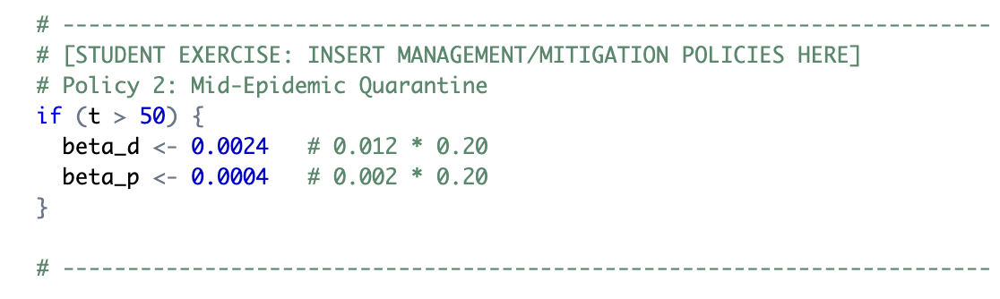 # ------------------------------------------------------------------------
# [STUDENT EXERCISE: INSERT MANAGEMENT/MITIGATION POLICIES HERE]
# Policy 2: Mid-Epidemic Quarantine
if (t > 50) {
  beta_d <- 0.0024   # 0.012 * 0.20
  beta_p <- 0.0004   # 0.002 * 0.20
}
# ------------------------------------------------------------------------